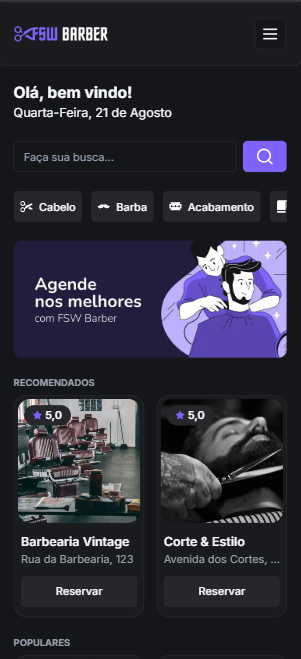 FSW BARBER
Olá, bem vindo!
Quarta-Feira, 21 de Agosto
Faça sua busca...
Cabelo Barba Acabamento
Agende
nos melhores
com FSW Barber
RECOMENDADOS
5,0 5,0
Barbearia Vintage Corte & Estilo
Rua da Barbearia, 123 Avenida dos Cortes, ...
Reservar Reservar
POPULARES